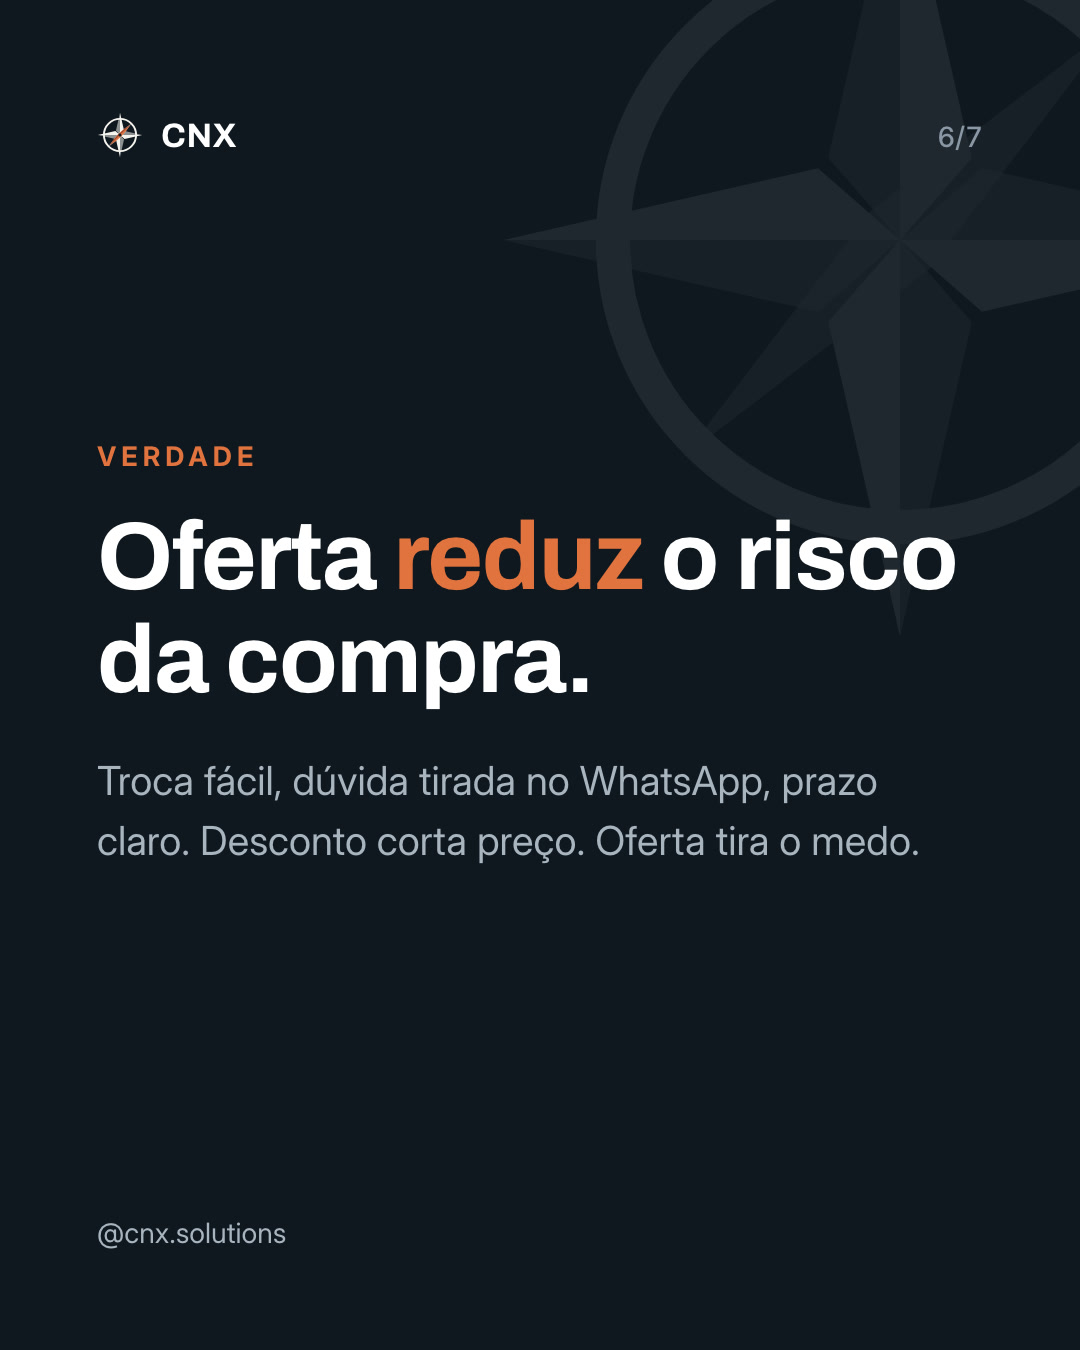 CNX
6/7
VERDADE
Oferta reduz o risco
da compra.
Troca fácil, dúvida tirada no WhatsApp, prazo
claro. Desconto corta preço. Oferta tira o medo.
@cnx.solutions